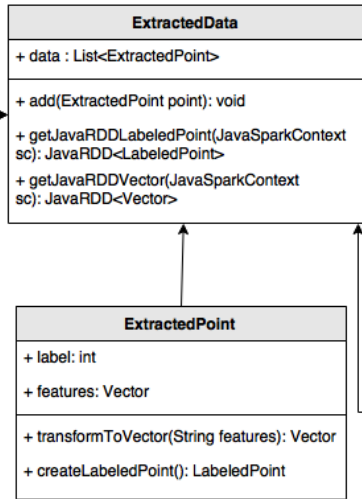 ExtractedData
+ data : List<ExtractedPoint>
+ add(ExtractedPoint point): void
+ getJavaRDDLabeledPoint(JavaSparkContext
sc): JavaRDD<LabeledPoint>
+ getJavaRDDVector(JavaSparkContext
sc): JavaRDD<Vector>
ExtractedPoint
+ label: int
+ features: Vector
+ transformToVector(String features): Vector
+ createLabeledPoint(): LabeledPoint